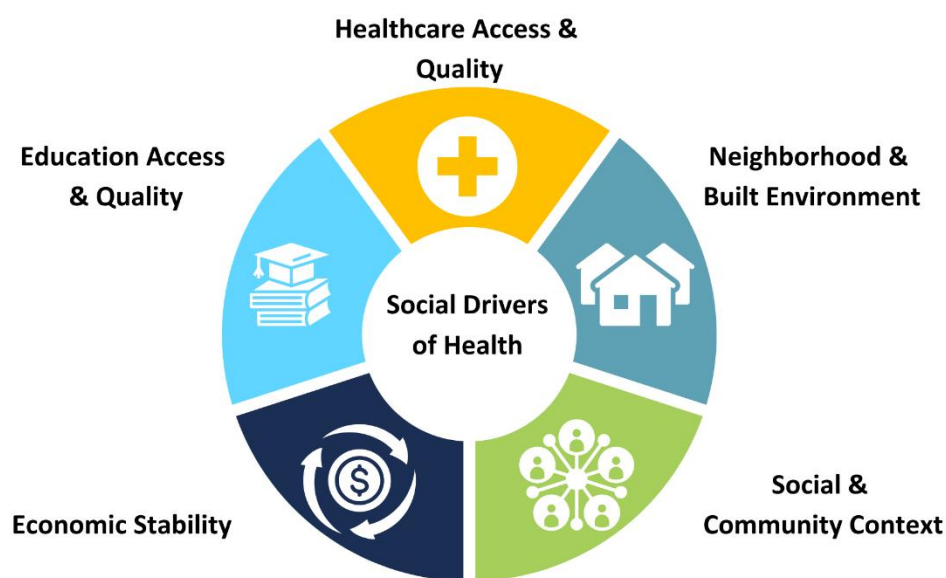 Healthcare Access &
Quality
Education Access
& Quality
Neighborhood &
Built Environment
Social Drivers
of Health
$
Economic Stability
Social &
Community Context